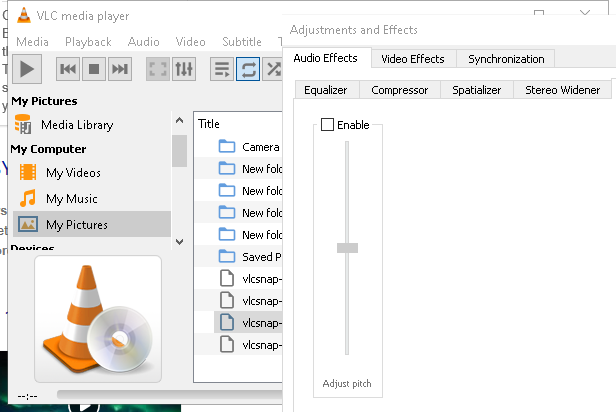 VLC media player
Media Playback Audio Video Subtitle T
My Pictures
Media Library
My Computer
My Videos
My Music
My Pictures
Devices
Title
Camera
New fold
New fold
New fold
New fold
Saved P
vlcsnap-
vlcsnap-
vlcsnap-
vlcsnap-
--:--
Adjustments and Effects
Audio Effects Video Effects Synchronization
Equalizer Compressor Spatializer Stereo Widener
Enable
Adjust pitch